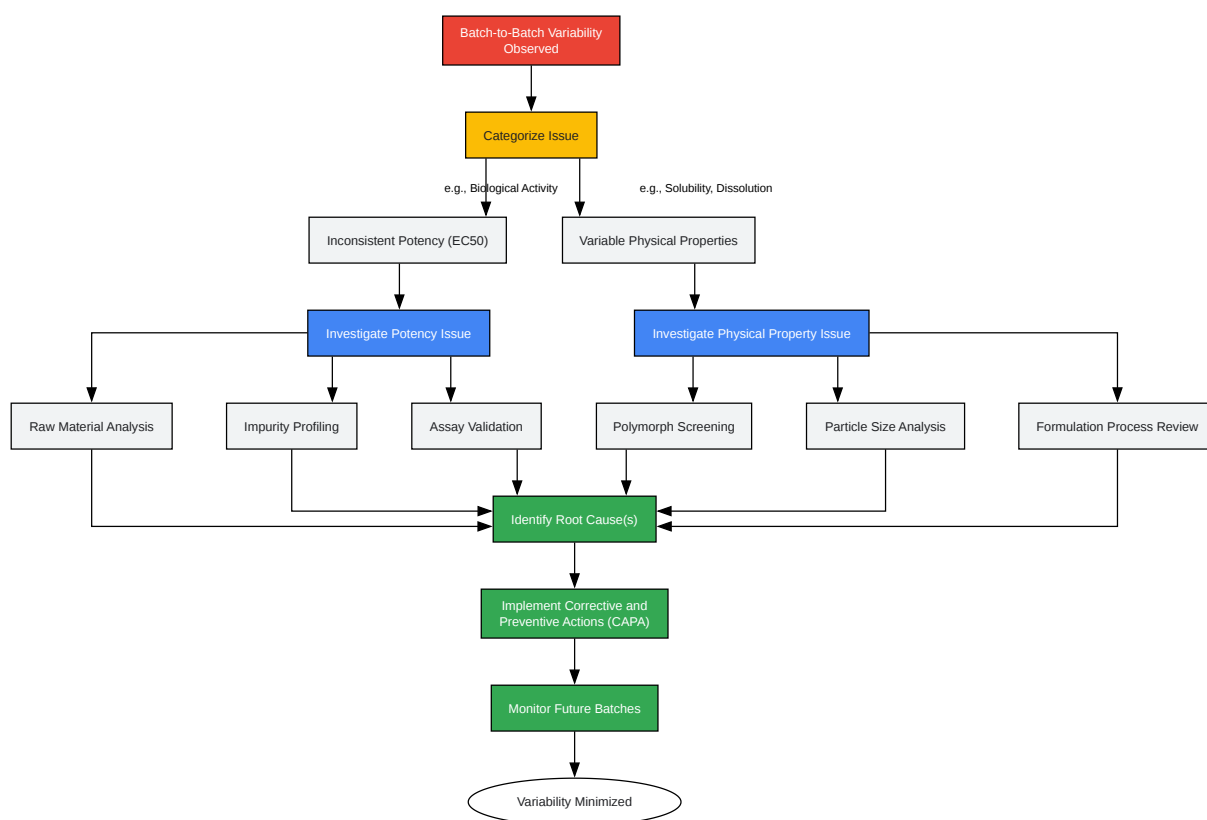 Batch-to-Batch Variability
Observed
Categorize Issue
e.g., Biological Activity
e.g., Solubility, Dissolution
Inconsistent Potency (EC50)
Variable Physical Properties
Investigate Potency Issue
Investigate Physical Property Issue
Raw Material Analysis
Impurity Profiling
Assay Validation
Polymorph Screening
Particle Size Analysis
Formulation Process Review
Identify Root Cause(s)
Implement Corrective and
Preventive Actions (CAPA)
Monitor Future Batches
Variability Minimized